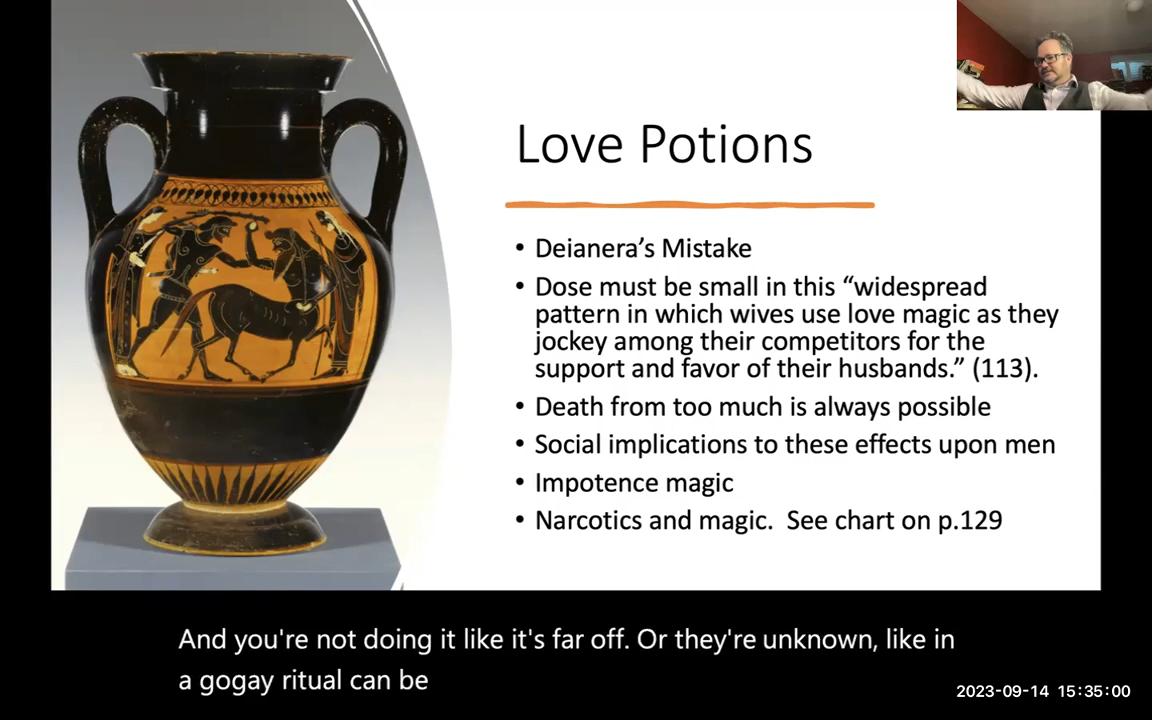 Love Potions
• Deianera’s Mistake
• Dose must be small in this “widespread
pattern in which wives use love magic as they
jockey among their competitors for the
support and favor of their husbands.” (113).
• Death from too much is always possible
• Social implications to these effects upon men
• Impotence magic
• Narcotics and magic.  See chart on p.129
And you're not doing it like it's far off. Or they're unknown, like in
a gogay ritual can be
2023-09-14 15:35:00